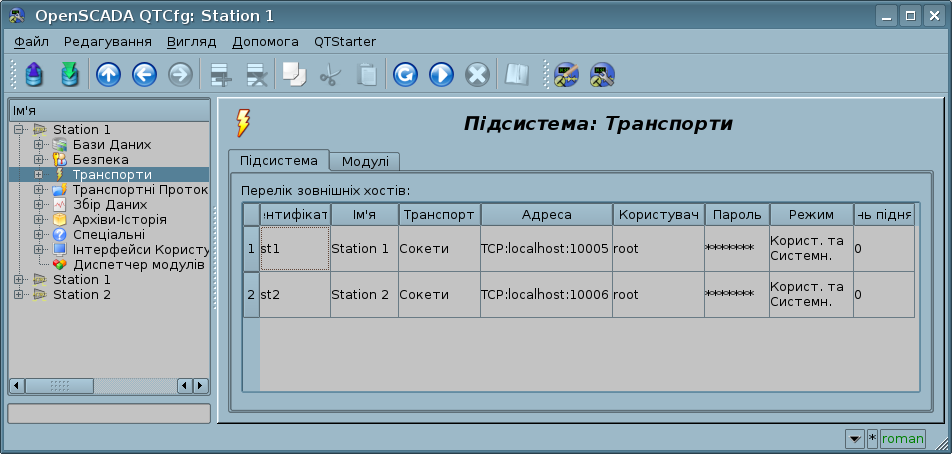 OpenSCADA QTCfg: Station 1
Файл Редагування Вигляд Допомога QTStarter
Ім'я
Station 1
Бази Даних
Безпека
Транспорти
Транспортні Проток
Збір Даних
Архіви-Історія
Спеціальні
Інтерфейси Користу
Диспетчер модулів
Station 1
Station 2
Підсистема: Транспорти
Підсистема Модулі
Перелік зовнішніх хостів:
нтифікат Ім'я Транспорт Адреса Користувач Пароль Режим нь підня
1 st1 Station 1 Сокети TCP:localhost:10005 root ******* Корист. та
Системн. 0
2 st2 Station 2 Сокети TCP:localhost:10006 root ******* Корист. та
Системн. 0
* roman